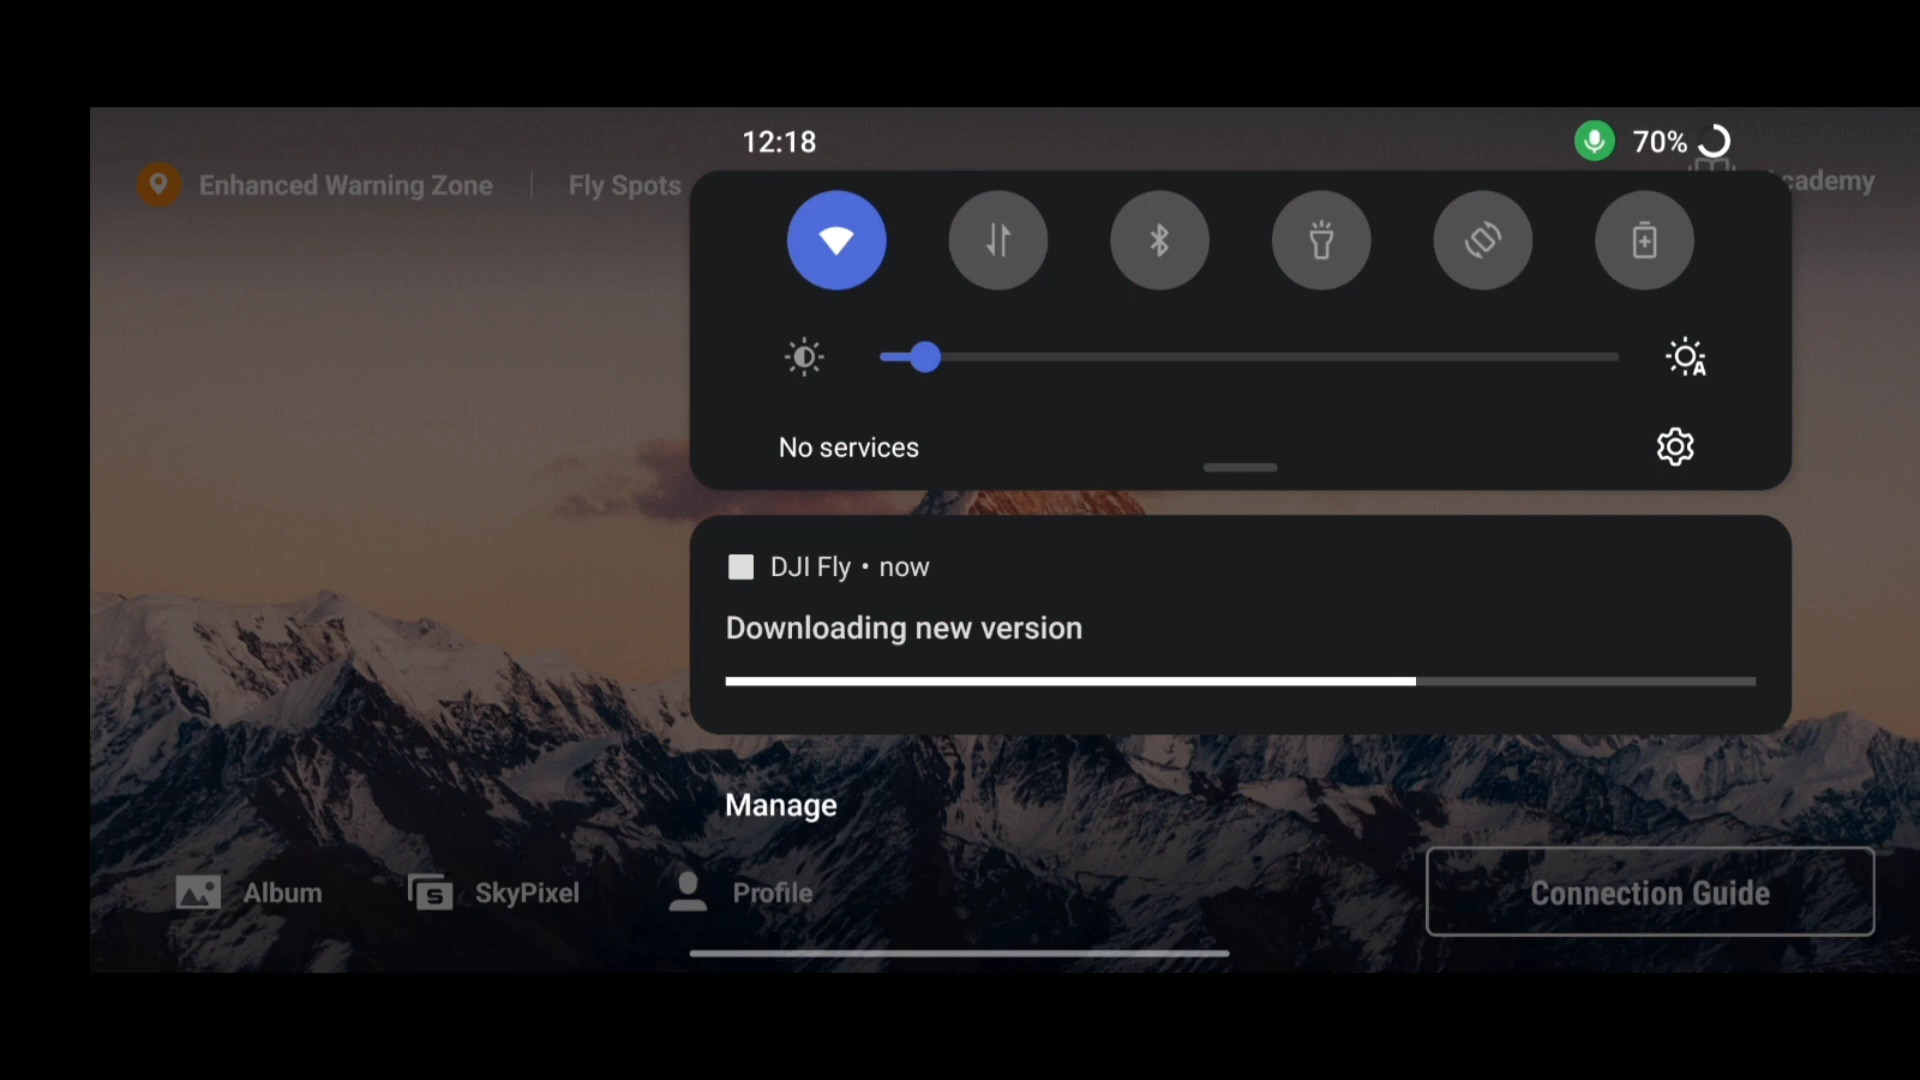 12:18
70%
Enhanced Warning Zone
Fly Spots
cademy
A
No services
DJI Fly • now
Downloading new version
Manage
Album
S SkyPixel
Profile
Connection Guide